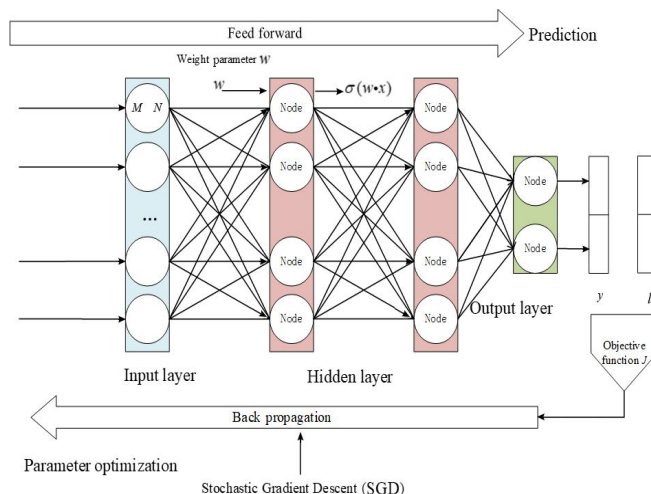 Feed forward
Prediction
Weight parameter w
w
σ(w•x)
M N
Node
Node
Node
Node
Node
...
Node
Node
Node
Node
Node
y
Output layer
Objective
function J
Input layer
Hidden layer
Back propagation
Parameter optimization
Stochastic Gradient Descent (SGD)